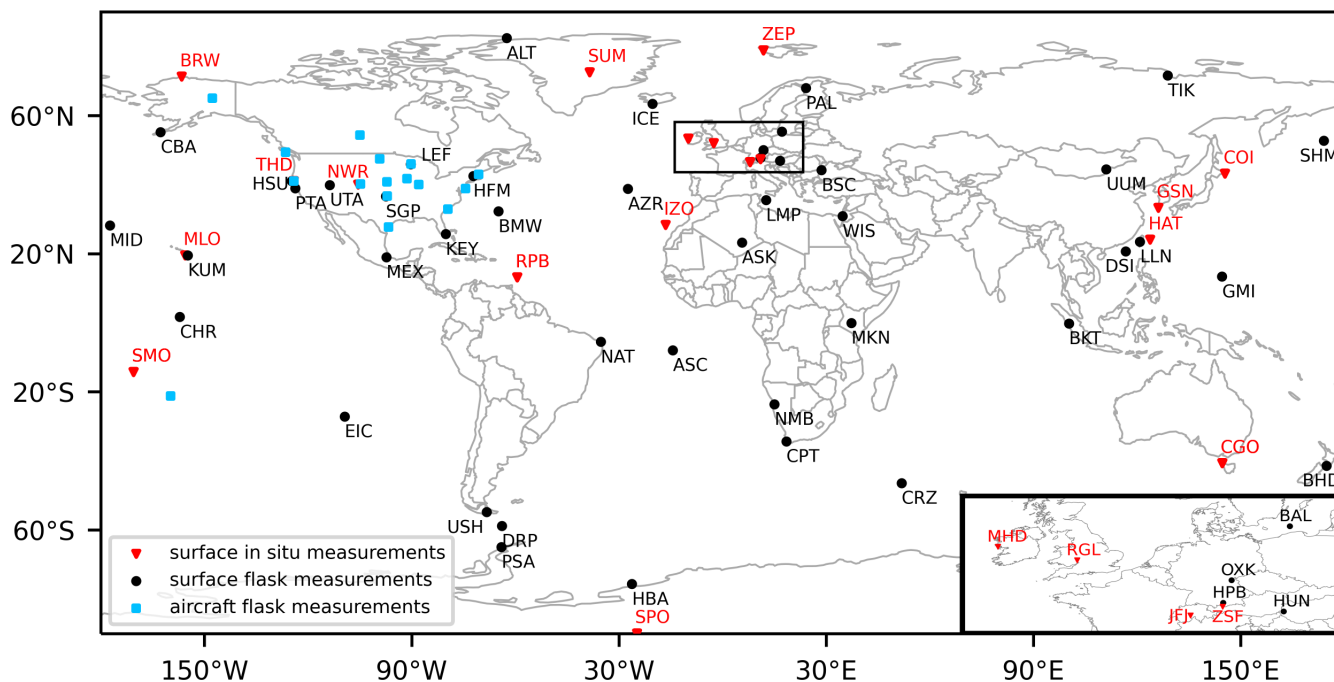 ZEP
BRW
ALT
SUM
TIK
PAL
ICE
60°N
CBA
LEF
SHM
THD
NWR
COI
HSU
HFM
UUM
PTA
UTA
BSC
GSN
AZR
IZO
SGP
LMP
HAT
BMW
WIS
MID
MLO
KEY
20°N
ASK
LLN
KUM
MEX
RPB
DSI
GMI
CHR
MKN
BKT
SMO
NAT
ASC
20°S
NMB
EIC
CPT
CGO
BHD
CRZ
USH
BAL
60°S
DRP
MHD
RGL
surface in situ measurements
PSA
OXK
surface flask measurements
HPB
HUN
HBA
aircraft flask measurements
JFJ
ZSF
SPO
150°W
90°W
30°W
30°E
90°E
150°E